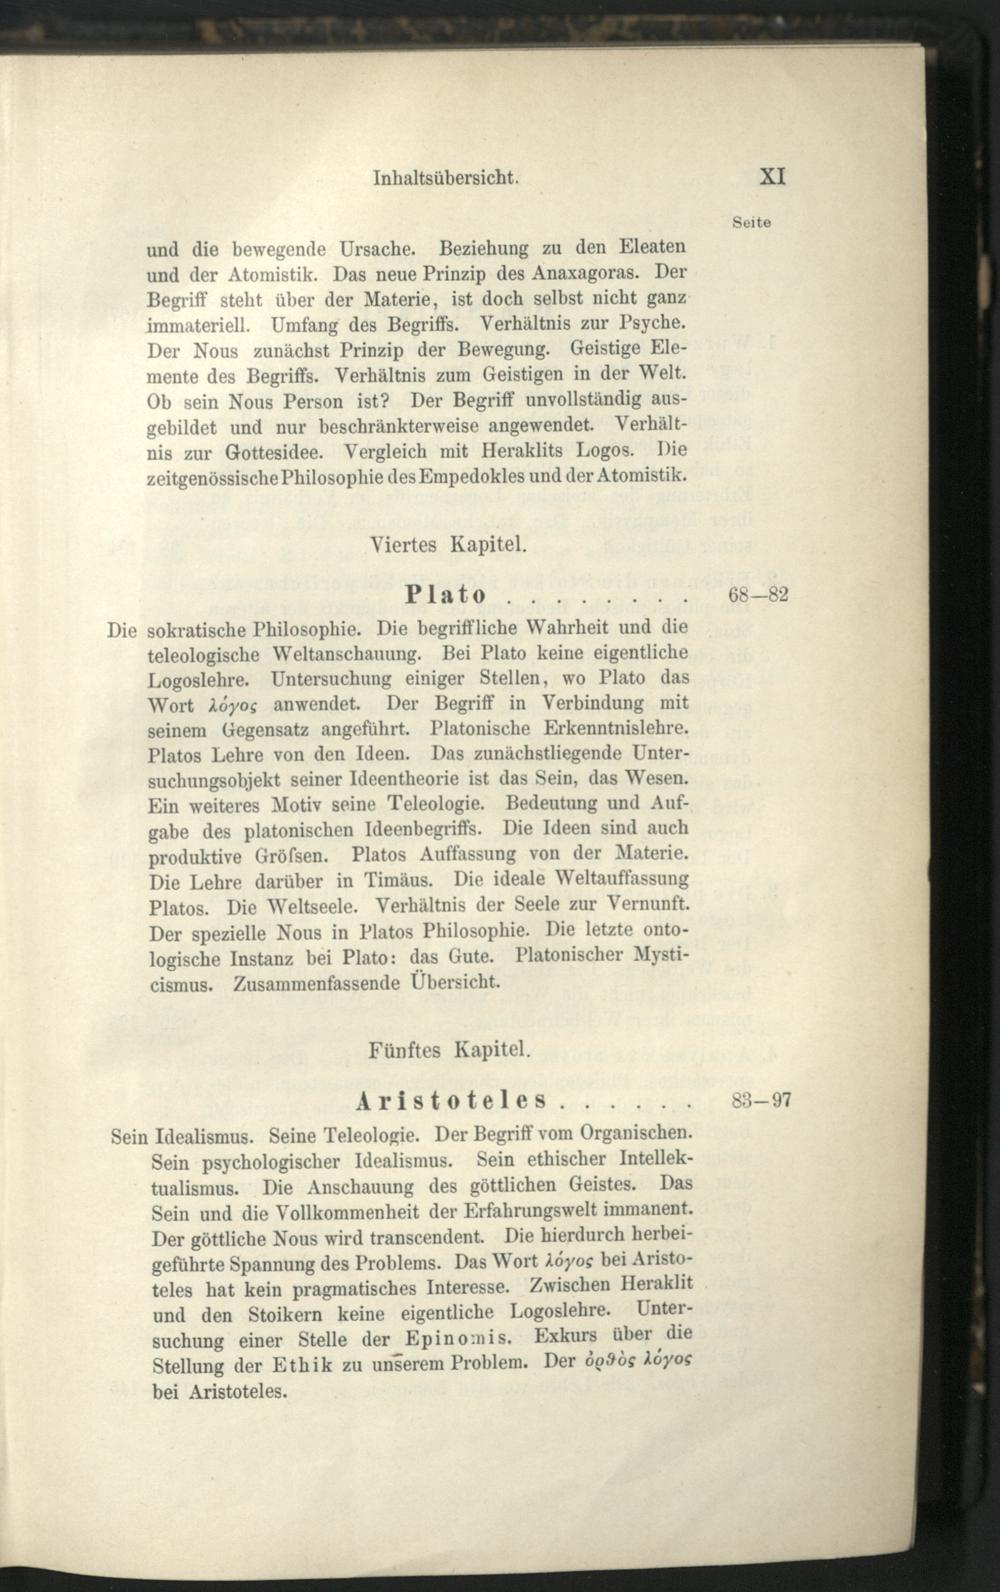 Inhaltsübersicht. XI
Seite
und die bewegende Ursache. Beziehung zu den Eleaten
und der Atomistik. Das neue Prinzip des Anaxagoras. Der
Begriff steht über der Materie, ist doch selbst nicht ganz
immateriell. Umfang des Begriffs. Verhältnis zur Psyche.
Der Nous zunächst Prinzip der Bewegung. Geistige Ele-
mente des Begriffs. Verhältnis zum Geistigen in der Welt.
Ob sein Nous Person ist? Der Begriff unvollständig aus-
gebildet und nur beschränkterweise angewendet. Verhält-
nis zur Gottesidee. Vergleich mit Heraklits Logos. Die
zeitgenössische Philosophie des Empedokles und der Atomistik.
Viertes Kapitel.
Plato . . . . . . . . . 68—82
Die sokratische Philosophie. Die begriffliche Wahrheit und die
teleologische Weltanschauung. Bei Plato keine eigentliche
Logoslehre. Untersuchung einiger Stellen, wo Plato das
Wort λόγος anwendet. Der Begriff in Verbindung mit
seinem Gegensatz angeführt. Platonische Erkenntnislehre.
Platos Lehre von den Ideen. Das zunächstliegende Unter-
suchungsobjekt seiner Ideentheorie ist das Sein, das Wesen.
Ein weiteres Motiv seine Teleologie. Bedeutung und Auf-
gabe des platonischen Ideenbegriffs. Die Ideen sind auch
produktive Gröſsen. Platos Auffassung von der Materie.
Die Lehre darüber in Timäus. Die ideale Weltauffassung
Platos. Die Weltseele. Verhältnis der Seele zur Vernunft.
Der spezielle Nous in Platos Philosophie. Die letzte onto-
logische Instanz bei Plato: das Gute. Platonischer Mysti-
cismus. Zusammenfassende Übersicht.
Fünftes Kapitel.
Aristoteles . . . . . . 83—97
Sein Idealismus. Seine Teleologie. Der Begriff vom Organischen.
Sein psychologischer Idealismus. Sein ethischer Intellek-
tualismus. Die Anschauung des göttlichen Geistes. Das
Sein und die Vollkommenheit der Erfahrungswelt immanent.
Der göttliche Nous wird transcendent. Die hierdurch herbei-
geführte Spannung des Problems. Das Wort λόγος bei Aristo-
teles hat kein pragmatisches Interesse. Zwischen Heraklit
und den Stoikern keine eigentliche Logoslehre. Unter-
suchung einer Stelle der Epinomis. Exkurs über die
Stellung der Ethik zu unserem Problem. Der ὀρϑὸς λόγος
bei Aristoteles.